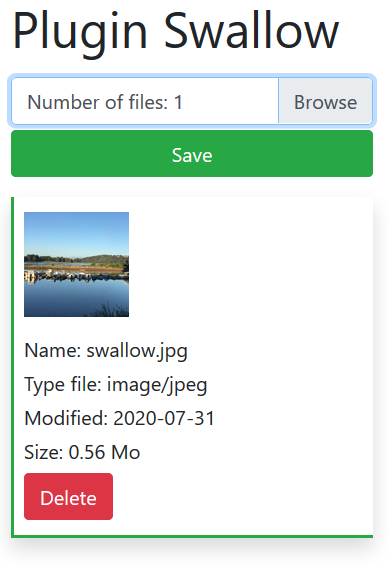 Plugin Swallow
Number of files: 1 Browse
Save
Name: swallow.jpg
Type file: image/jpeg
Modified: 2020-07-31
Size: 0.56 Mo
Delete